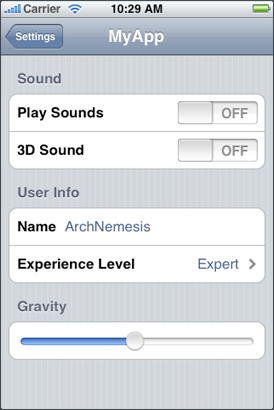 Carrier 10:29 AM
Settings MyApp
Sound
Play Sounds OFF
3D Sound OFF
User Info
Name ArchNemesis
Experience Level Expert
Gravity